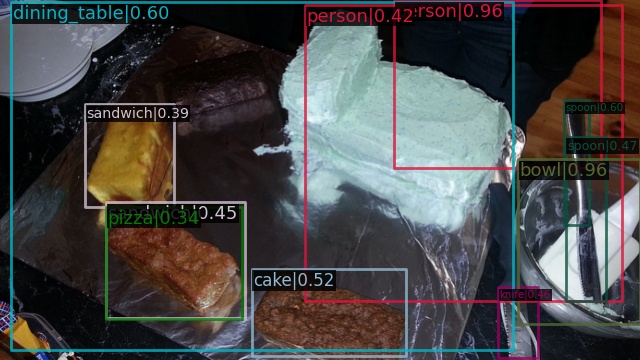 dining_table|0.60
person|0.42
rson|0.96
sandwich|0.39
spoon|0.60
spoon|0.47
bowl|0.96
0.45
pizza|0.34
cake|0.52
knife|0.40